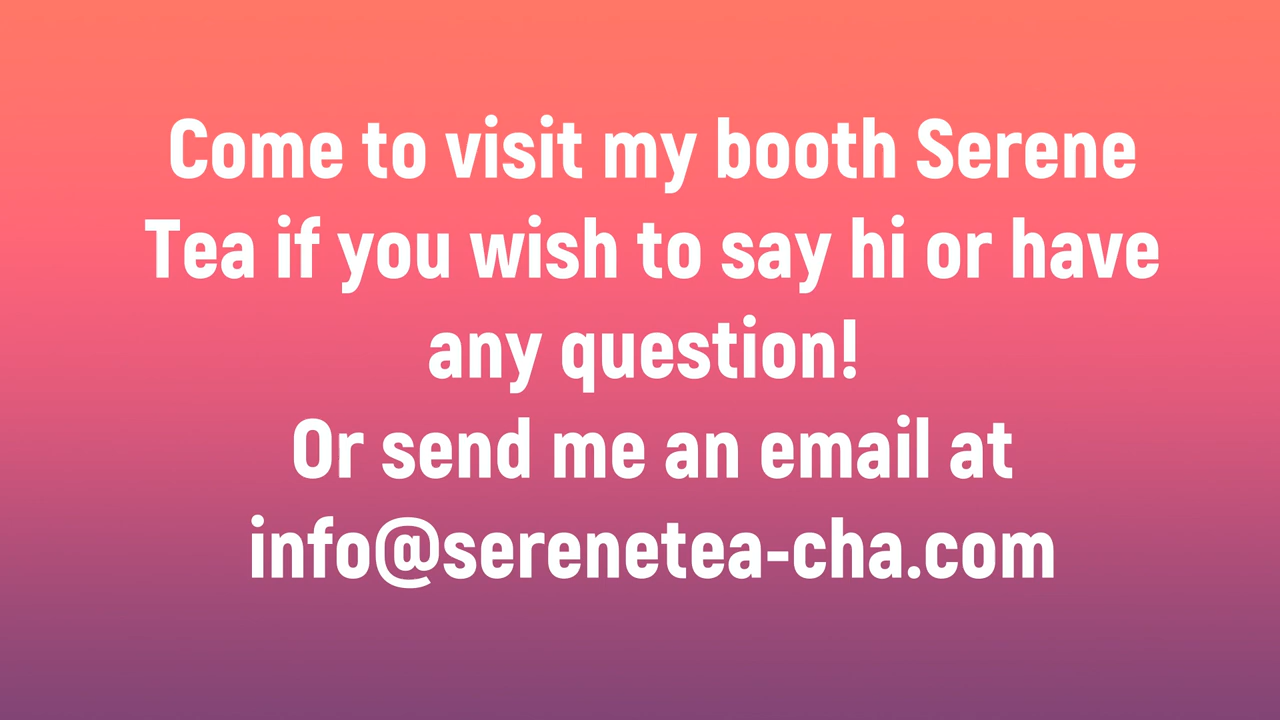 Come to visit my booth Serene
Tea if you wish to say hi or have
any question!
Or send me an email at
info@serenetea-cha.com